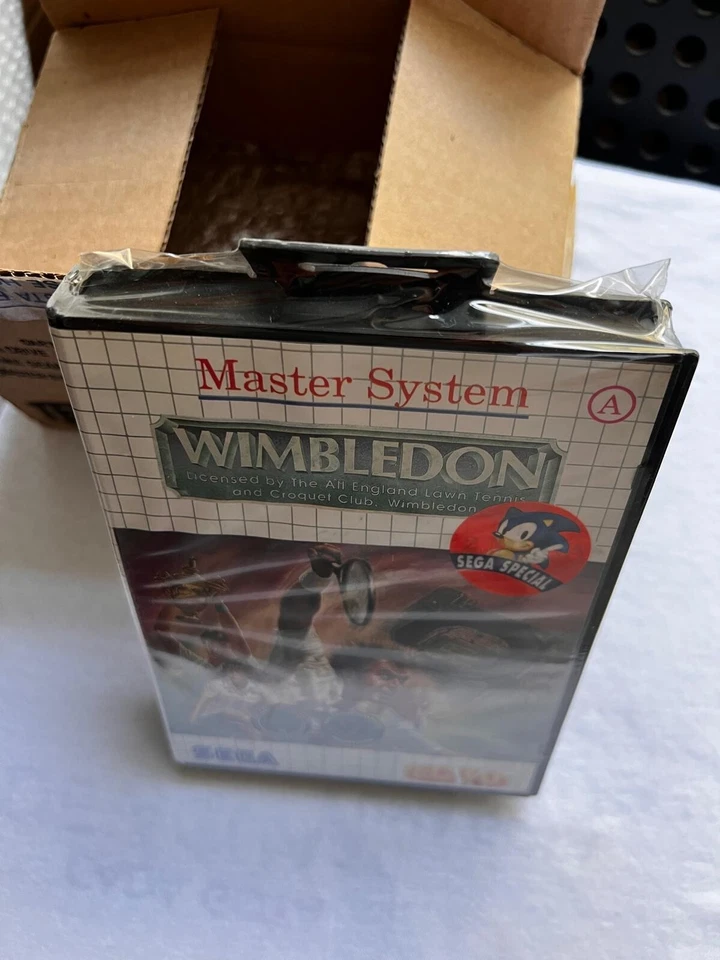 Master System
A
WIMBLEDON
Licensed by The All England Lawn Tennis
and Croquet Club, Wimbledon
SEGA SPECIAL
SEGA